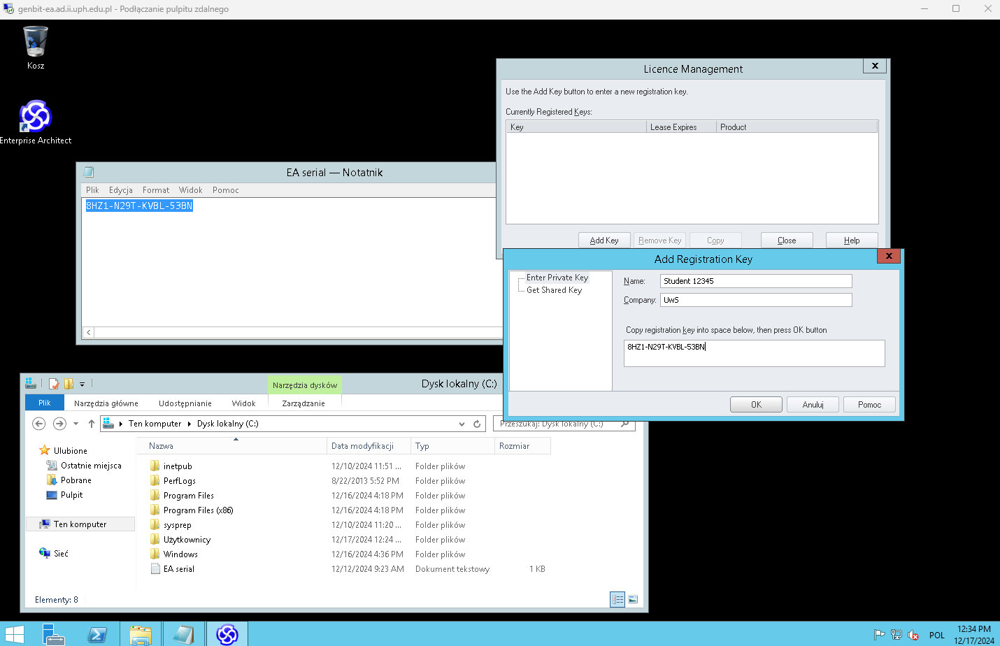 genbit-ea.ad.ii.uph.edu.pl - Podłączanie pulpitu zdalnego
Kosz
Enterprise Architect
EA serial — Notatnik
Plik Edycja Format Widok Pomoc
8HZ1-N29T-KVBL-53BN
Licence Management
X
Use the Add Key button to enter a new registration key.
Currently Registered Keys:
Key Lease Expires Product
Add Key Remove Key Copy Close Help
Add Registration Key
X
Enter Private Key
Get Shared Key
Name: Student 12345
Company: UwS
Copy registration key into space below, then press OK button
8HZ1-N29T-KVBL-53BN
OK Anuluj Pomoc
Narzędzia dysków Dysk lokalny (C:)
Plik Narzędzia główne Udostępnianie Widok Zarządzanie
Ten komputer Dysk lokalny (C:) Przeszukaj: Dysk lokalny (C:)
Ulubione
Ostatnie miejsca
Pobrane
Pulpit
Ten komputer
Sieć
Nazwa Data modyfikacji Typ Rozmiar
inetpub 12/10/2024 11:51 ... Folder plików
PerfLogs 8/22/2013 5:52 PM Folder plików
Program Files 12/16/2024 4:18 PM Folder plików
Program Files (x86) 12/16/2024 4:18 PM Folder plików
sysprep 12/10/2024 11:20 ... Folder plików
Użytkownicy 12/17/2024 12:24 ... Folder plików
Windows 12/16/2024 4:36 PM Folder plików
EA serial 12/12/2024 9:23 AM Dokument tekstowy 1 KB
Elementy: 8
POL
12:34 PM
12/17/2024